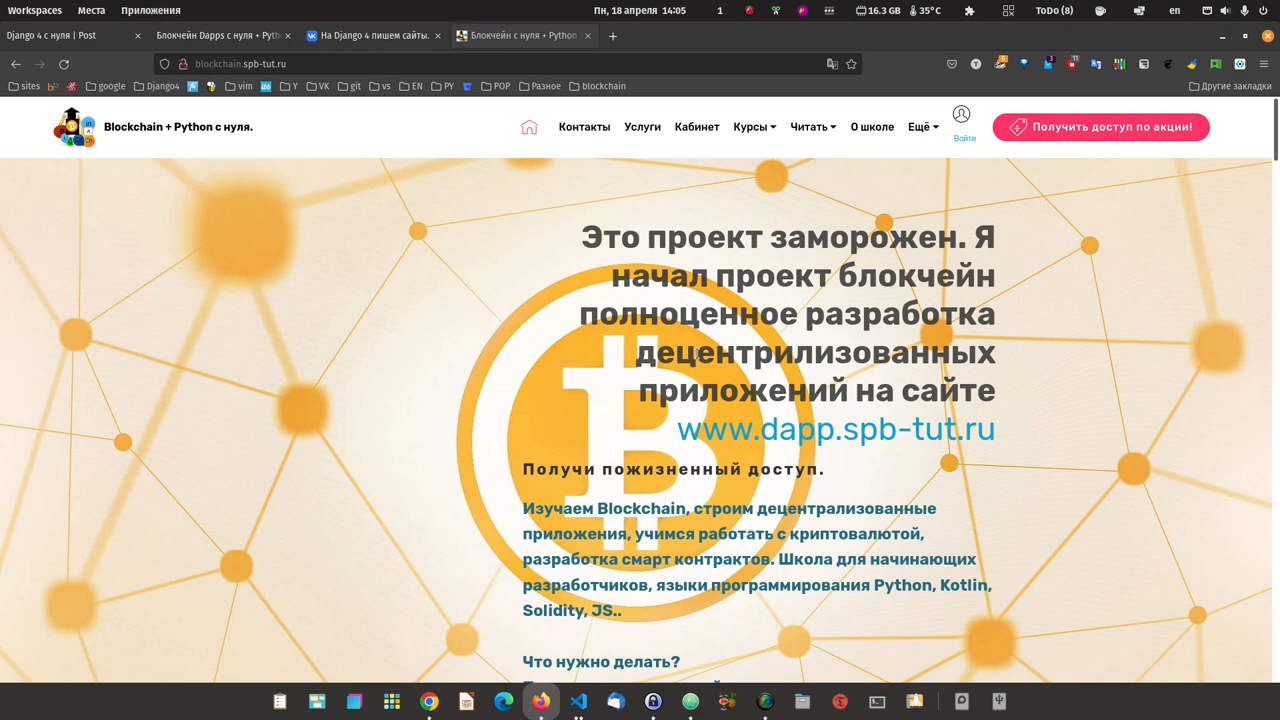 Workspaces Места Приложения Пн, 18 апреля 14:05 1 16.3 GB 35°C ToDo (8) en
Django 4 с нуля | Post Блокчейн Dapps с нуля + Pyth На Django 4 пишем сайты. Блокчейн с нуля + Python
blockchain.spb-tut.ru
sites google Django4 vim Y VK git vs EN PY POP Разное blockchain Другие закладки
Blockchain + Python с нуля. Контакты Услуги Кабинет Курсы Читать О школе Ещё Войти Получить доступ по акции!
Это проект заморожен. Я
начал проект блокчейн
полноценное разработка
децентрилизованных
приложений на сайте
www.dapp.spb-tut.ru
Получи пожизненный доступ.
Изучаем Blockchain, строим децентрализованные
приложения, учимся работать с криптовалютой,
разработка смарт контрактов. Школа для начинающих
разработчиков, языки программирования Python, Kotlin,
Solidity, JS..
Что нужно делать?